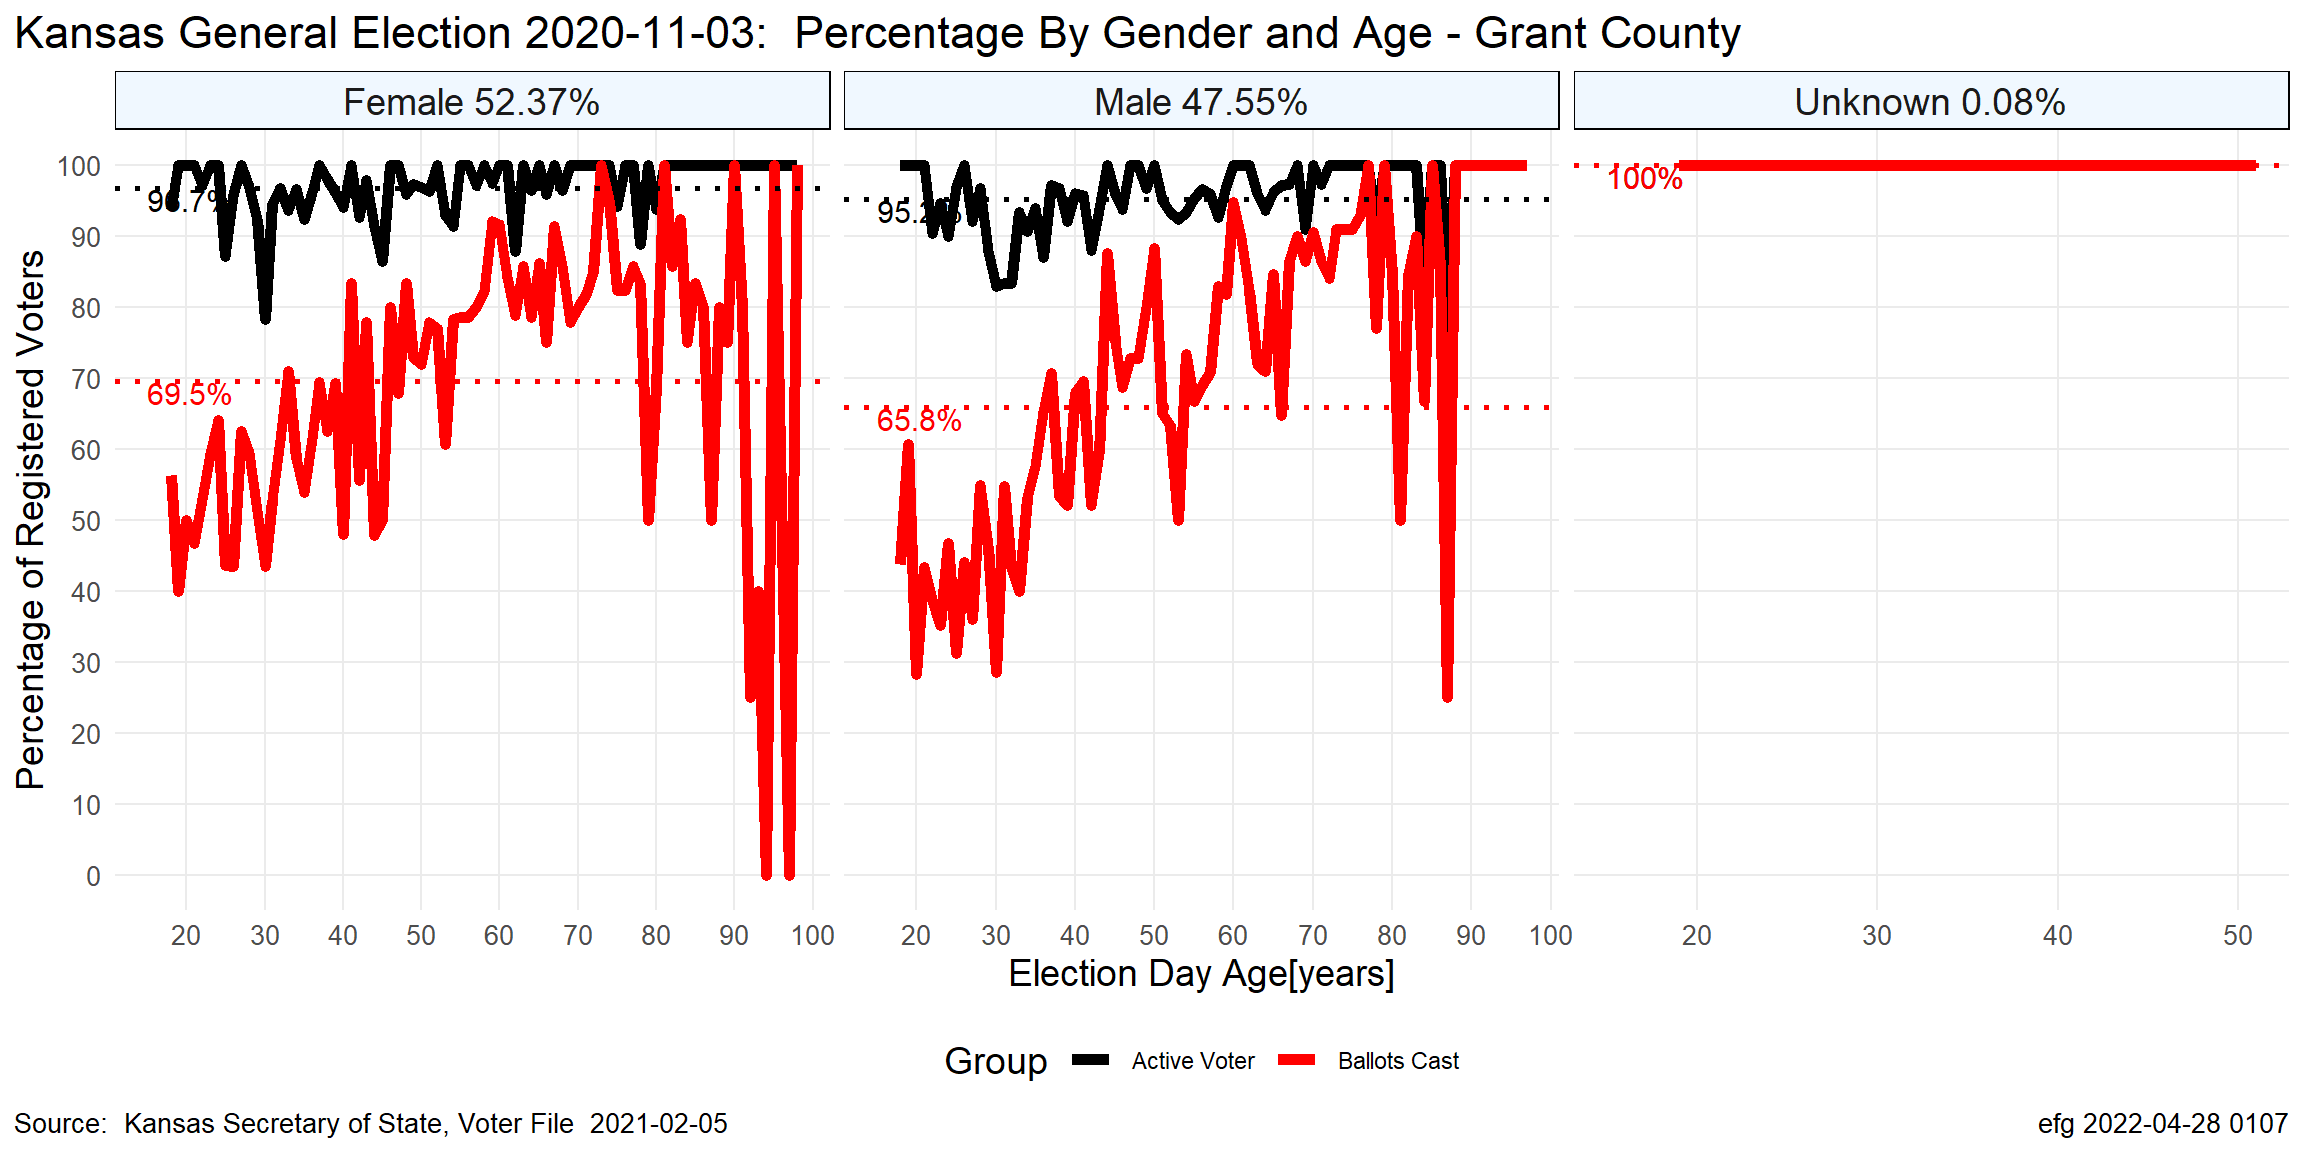 Kansas General Election 2020-11-03:  Percentage By Gender and Age - Grant County
Female 52.37%
Male 47.55%
Unknown 0.08%
Percentage of Registered Voters
100
90
80
70
60
50
40
30
20
10
0
69.5%
65.8%
100%
20 30 40 50 60 70 80 90 100
20 30 40 50 60 70 80 90 100
20 30 40 50
Election Day Age[years]
Group Active Voter Ballots Cast
Source:  Kansas Secretary of State, Voter File  2021-02-05
efg 2022-04-28 0107